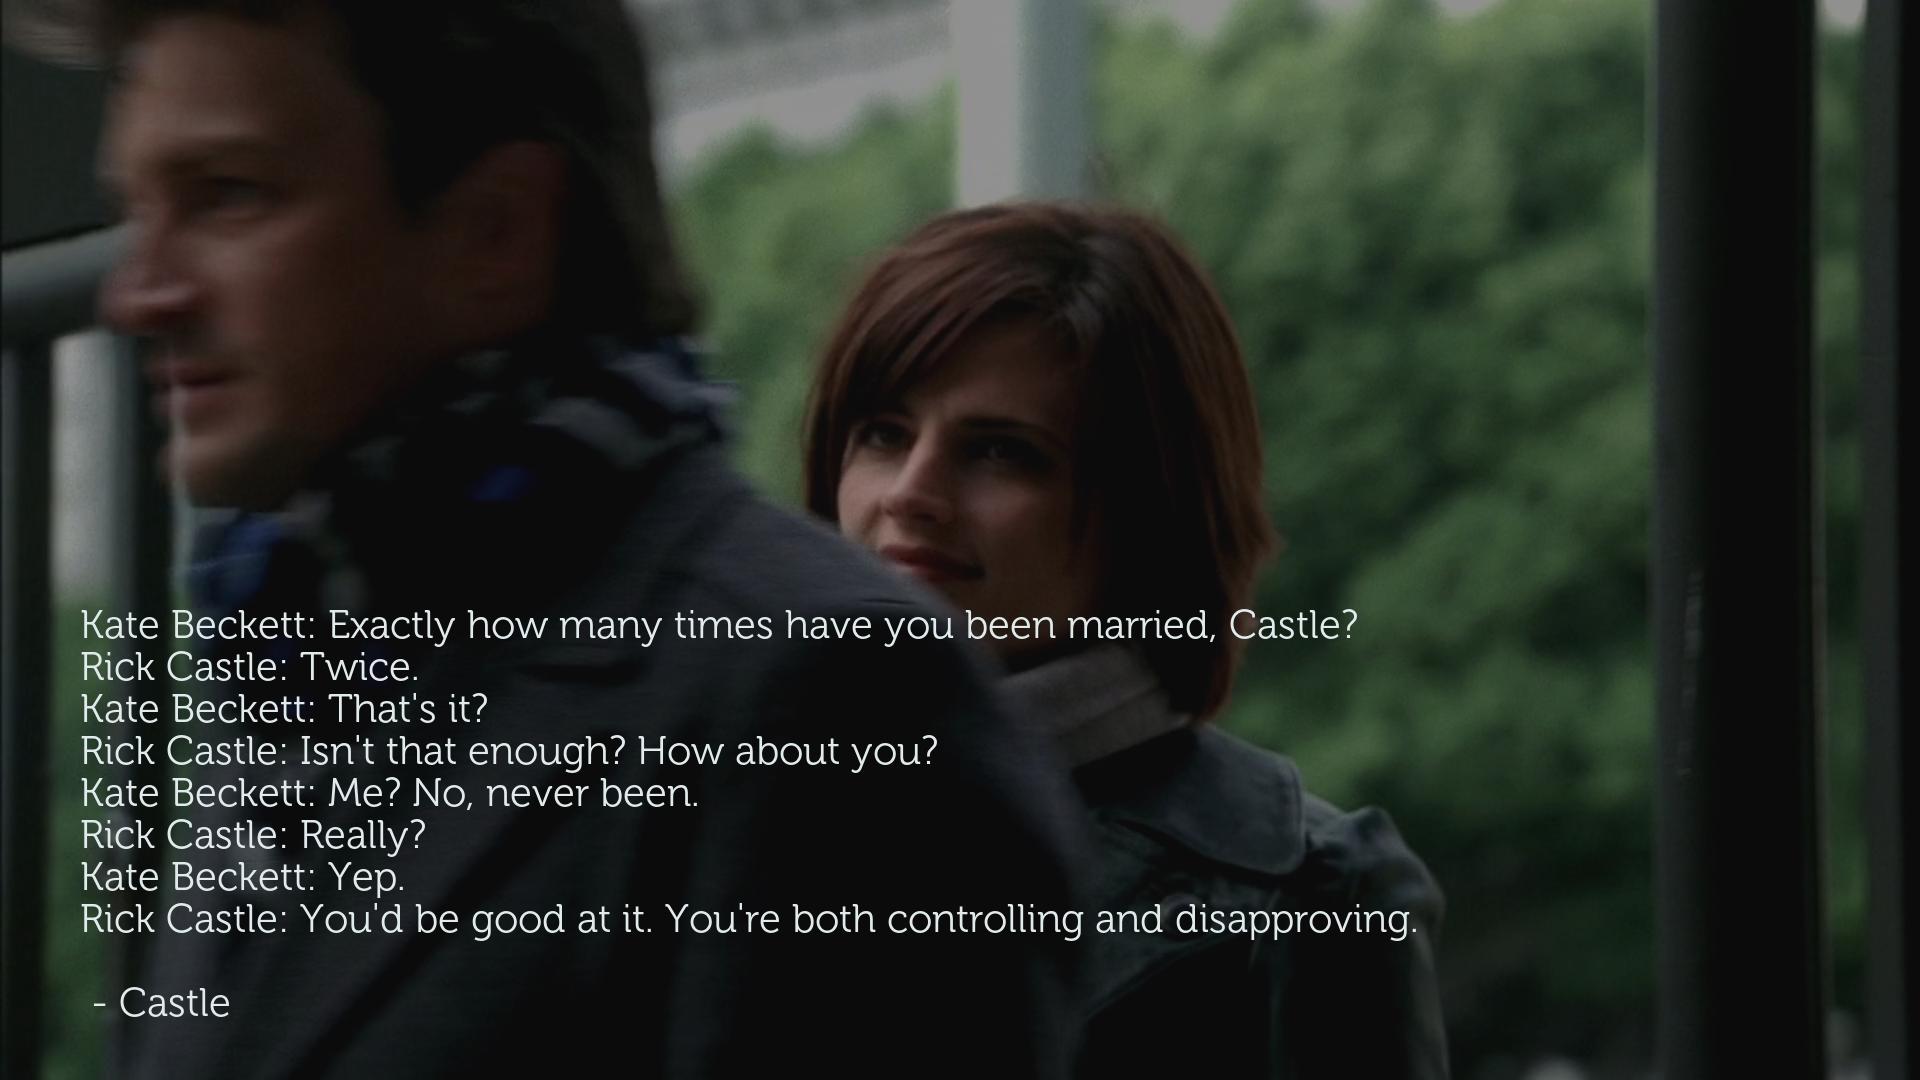 Kate Beckett: Exactly how many times have you been married, Castle?
Rick Castle: Twice.
Kate Beckett: That's it?
Rick Castle: Isn't that enough? How about you?
Kate Beckett: Me? No, never been.
Rick Castle: Really?
Kate Beckett: Yep.
Rick Castle: You'd be good at it. You're both controlling and disapproving.
- Castle